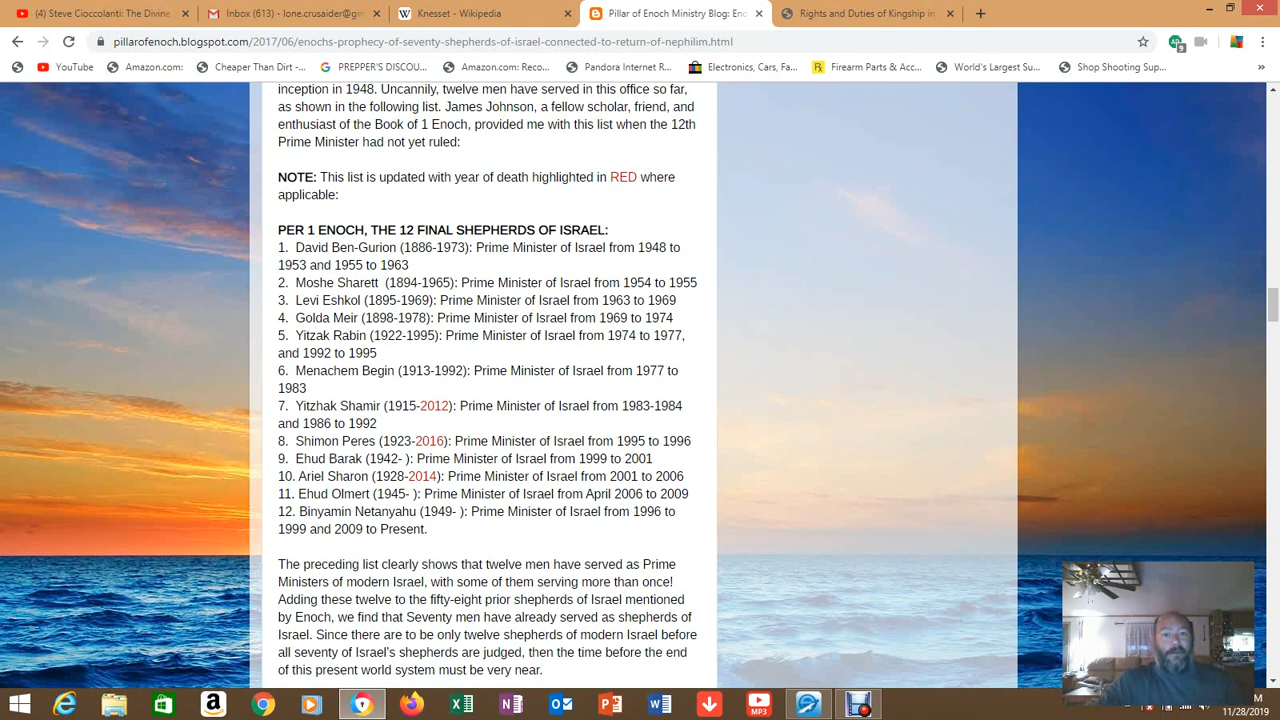 (4) Steve Cioccolanti: The Divine
Inbox (613) - lone.crusaider@gm
Knesset - Wikipedia
Pillar of Enoch Ministry Blog: Eno
Rights and Duties of Kingship in
pillarofenoch.blogspot.com/2017/06/enochs-prophecy-of-seventy-shepherds-of-israel-connected-to-return-of-nephilim.html
9
YouTube
Amazon.com:
Cheaper Than Dirt -...
PREPPER'S DISCOU...
Amazon.com: Reco...
Pandora Internet R...
Electronics, Cars, Fa...
Firearm Parts & Acc...
World's Largest Su...
Shop Shooting Sup...
»
inception in 1948. Uncannily, twelve men have served in this office so far,
as shown in the following list. James Johnson, a fellow scholar, friend, and
enthusiast of the Book of 1 Enoch, provided me with this list when the 12th
Prime Minister had not yet ruled:
NOTE: This list is updated with year of death highlighted in RED where
applicable:
PER 1 ENOCH, THE 12 FINAL SHEPHERDS OF ISRAEL:
1. David Ben-Gurion (1886-1973): Prime Minister of Israel from 1948 to
1953 and 1955 to 1963
2. Moshe Sharett (1894-1965): Prime Minister of Israel from 1954 to 1955
3. Levi Eshkol (1895-1969): Prime Minister of Israel from 1963 to 1969
4. Golda Meir (1898-1978): Prime Minister of Israel from 1969 to 1974
5. Yitzak Rabin (1922-1995): Prime Minister of Israel from 1974 to 1977,
and 1992 to 1995
6. Menachem Begin (1913-1992): Prime Minister of Israel from 1977 to
1983
7. Yitzhak Shamir (1915-2012): Prime Minister of Israel from 1983-1984
and 1986 to 1992
8. Shimon Peres (1923-2016): Prime Minister of Israel from 1995 to 1996
9. Ehud Barak (1942- ): Prime Minister of Israel from 1999 to 2001
10. Ariel Sharon (1928-2014): Prime Minister of Israel from 2001 to 2006
11. Ehud Olmert (1945- ): Prime Minister of Israel from April 2006 to 2009
12. Binyamin Netanyahu (1949- ): Prime Minister of Israel from 1996 to
1999 and 2009 to Present.
The preceding list clearly shows that twelve men have served as Prime
Ministers of modern Israel, with some of them serving more than once!
Adding these twelve to the fifty-eight prior shepherds of Israel mentioned
by Enoch, we find that Seventy men have already served as shepherds of
Israel. Since there are to be only twelve shepherds of modern Israel before
all seventy of Israel's shepherds are judged, then the time before the end
of this present world system must be very near.
MP3
11/28/2019